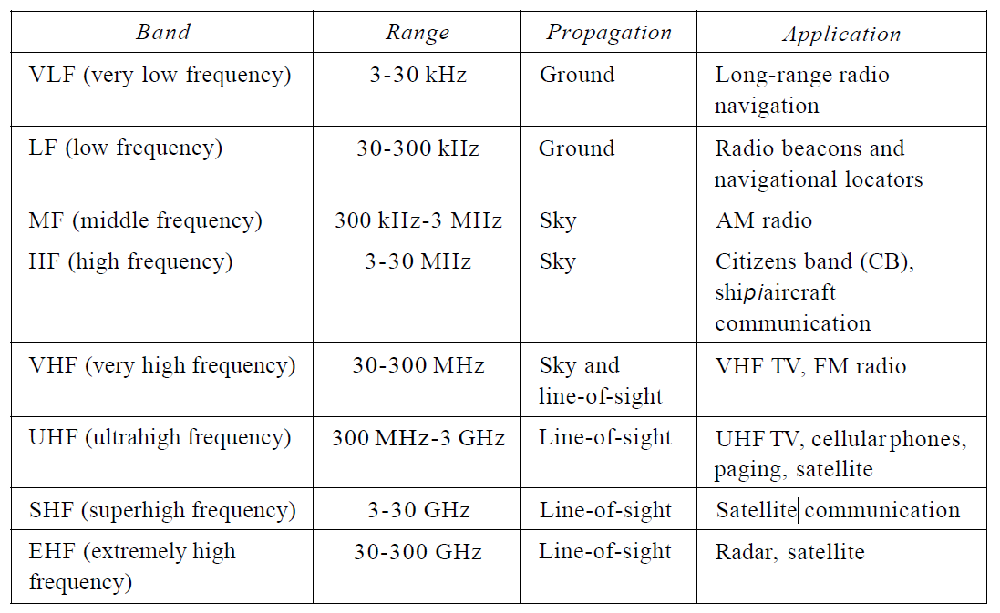 Band Range Propagation Application
VLF (very low frequency) 3-30 kHz Ground Long-range radio
navigation
LF (low frequency) 30-300 kHz Ground Radio beacons and
navigational locators
MF (middle frequency) 300 kHz-3 MHz Sky AM radio
HF (high frequency) 3-30 MHz Sky Citizens band (CB),
shipiaircraft
communication
VHF (very high frequency) 30-300 MHz Sky and VHF TV, FM radio
line-of-sight
UHF (ultrahigh frequency) 300 MHz-3 GHz Line-of-sight UHF TV, cellular phones,
paging, satellite
SHF (superhigh frequency) 3-30 GHz Line-of-sight Satellite communication
EHF (extremely high 30-300 GHz Line-of-sight Radar, satellite
frequency)